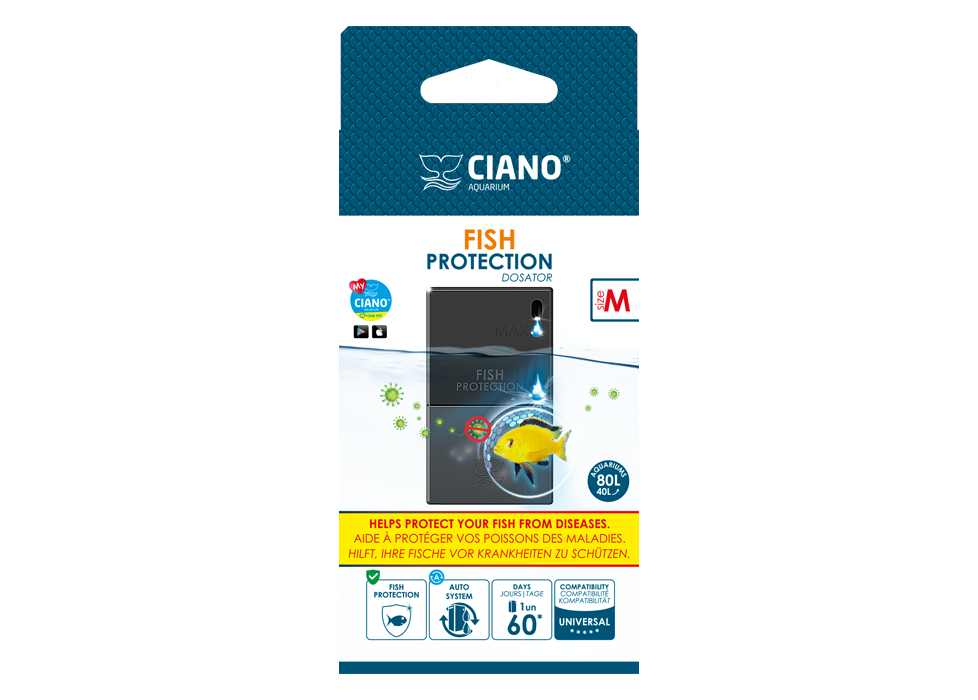 CIANO®
AQUARIUM
FISH
PROTECTION
DOSATOR
MY
CIANO®
size M
MAX
FISH
PROTECTION
AQUARIUMS
80L
40L
HELPS PROTECT YOUR FISH FROM DISEASES.
AIDE À PROTÉGER VOS POISSONS DES MALADIES.
HILFT, IHRE FISCHE VOR KRANKHEITEN ZU SCHÜTZEN.
FISH
PROTECTION
A
AUTO
SYSTEM
DAYS
JOURS | TAGE
1 un
60*
COMPATIBILITY
COMPATIBILITÉ
KOMPATIBILITÄT
UNIVERSAL